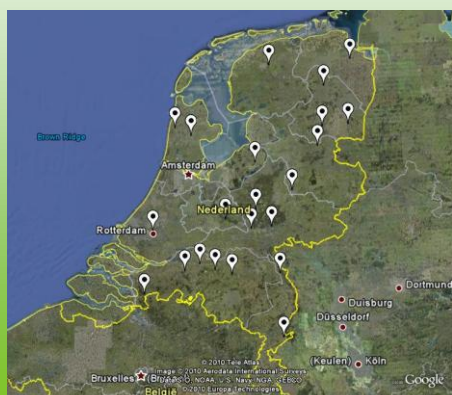 Brown Ridge
Amsterdam
Nederland
Rotterdam
Dortmund
Duisburg
Düsseldorf
(Keulen) Köln
© 2010 Tele Atlas
Image © 2010 Aerodata International Surveys
Data SIO, NOAA, U.S. Navy, NGA, GEBCO
© 2010 Europa Technologies
Bruxelles
België
Google